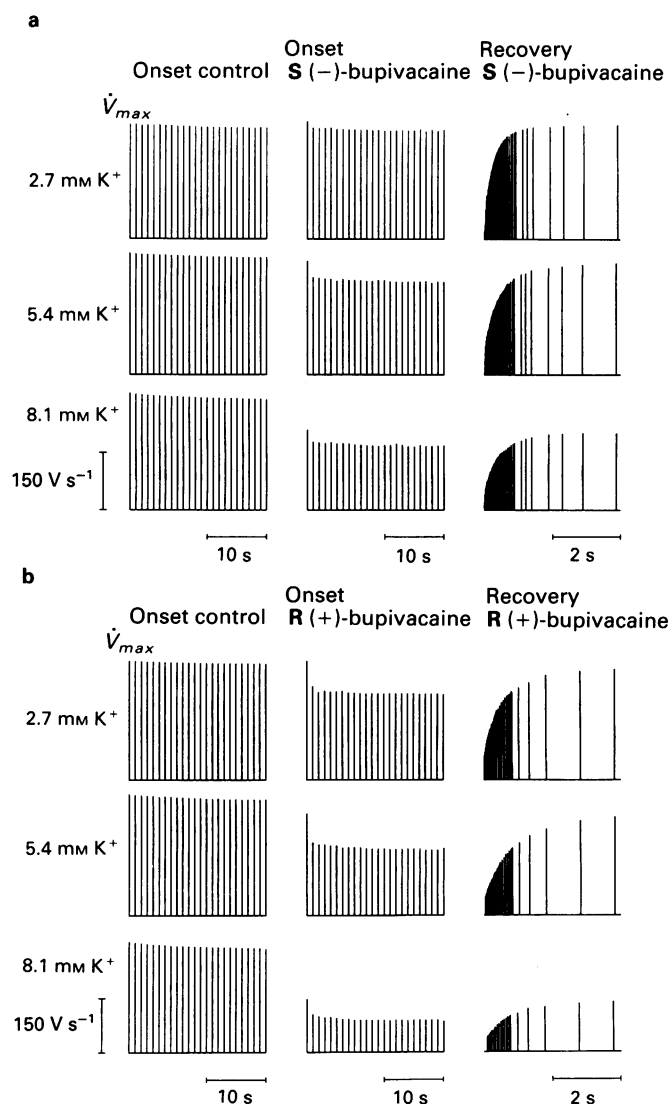 a
Onset control
Onset
S (−)-bupivacaine
Recovery
S (−)-bupivacaine
V̇max
2.7 mM K⁺
5.4 mM K⁺
8.1 mM K⁺
150 V s⁻¹
10 s
10 s
2 s
b
Onset control
Onset
R (+)-bupivacaine
Recovery
R (+)-bupivacaine
V̇max
2.7 mM K⁺
5.4 mM K⁺
8.1 mM K⁺
150 V s⁻¹
10 s
10 s
2 s